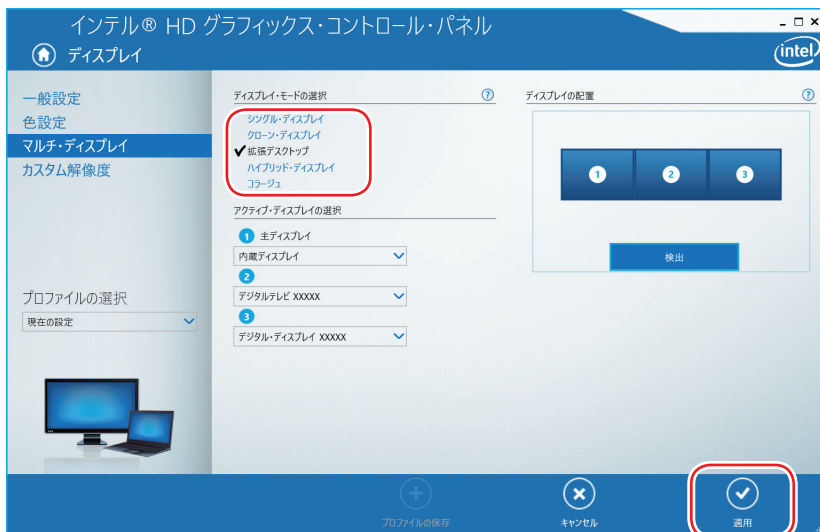 インテル® HD グラフィックス・コントロール・パネル
ディスプレイ
intel
一般設定
色設定
マルチ・ディスプレイ
カスタム解像度
プロファイルの選択
現在の設定
ディスプレイ・モードの選択
シングル・ディスプレイ
クローン・ディスプレイ
拡張デスクトップ
ハイブリッド・ディスプレイ
コラージュ
アクティブ・ディスプレイの選択
1 主ディスプレイ
内蔵ディスプレイ
2
デジタルテレビ XXXXX
3
デジタル・ディスプレイ XXXXX
ディスプレイの配置
1 2 3
検出
プロファイルの保存
キャンセル
適用